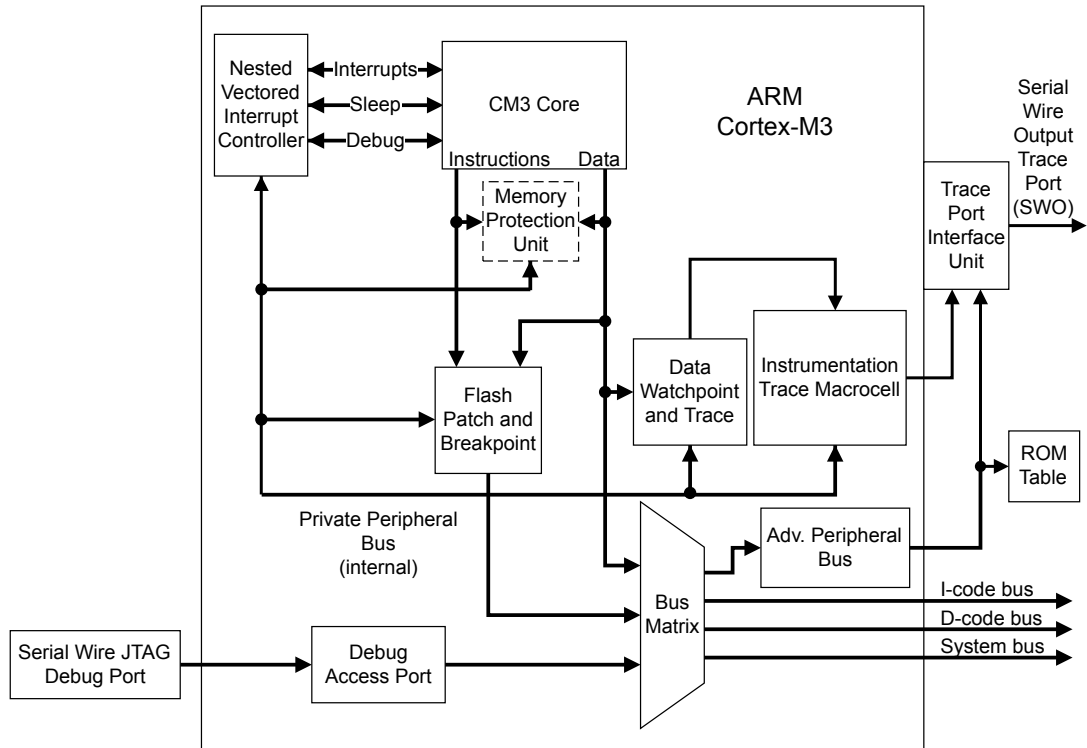 Nested
Vectored
Interrupt
Controller
Interrupts
Sleep
Debug
CM3 Core
Instructions
Data
ARM
Cortex-M3
Serial
Wire
Output
Trace
Port
(SWO)
Memory
Protection
Unit
Trace
Port
Interface
Unit
Flash
Patch and
Breakpoint
Data
Watchpoint
and Trace
Instrumentation
Trace Macrocell
ROM
Table
Private Peripheral
Bus
(internal)
Adv. Peripheral
Bus
Bus
Matrix
I-code bus
D-code bus
System bus
Serial Wire JTAG
Debug Port
Debug
Access Port